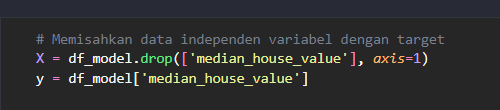 # Memisahkan data independen variabel dengan target
X = df_model.drop(['median_house_value'], axis=1)
y = df_model['median_house_value']